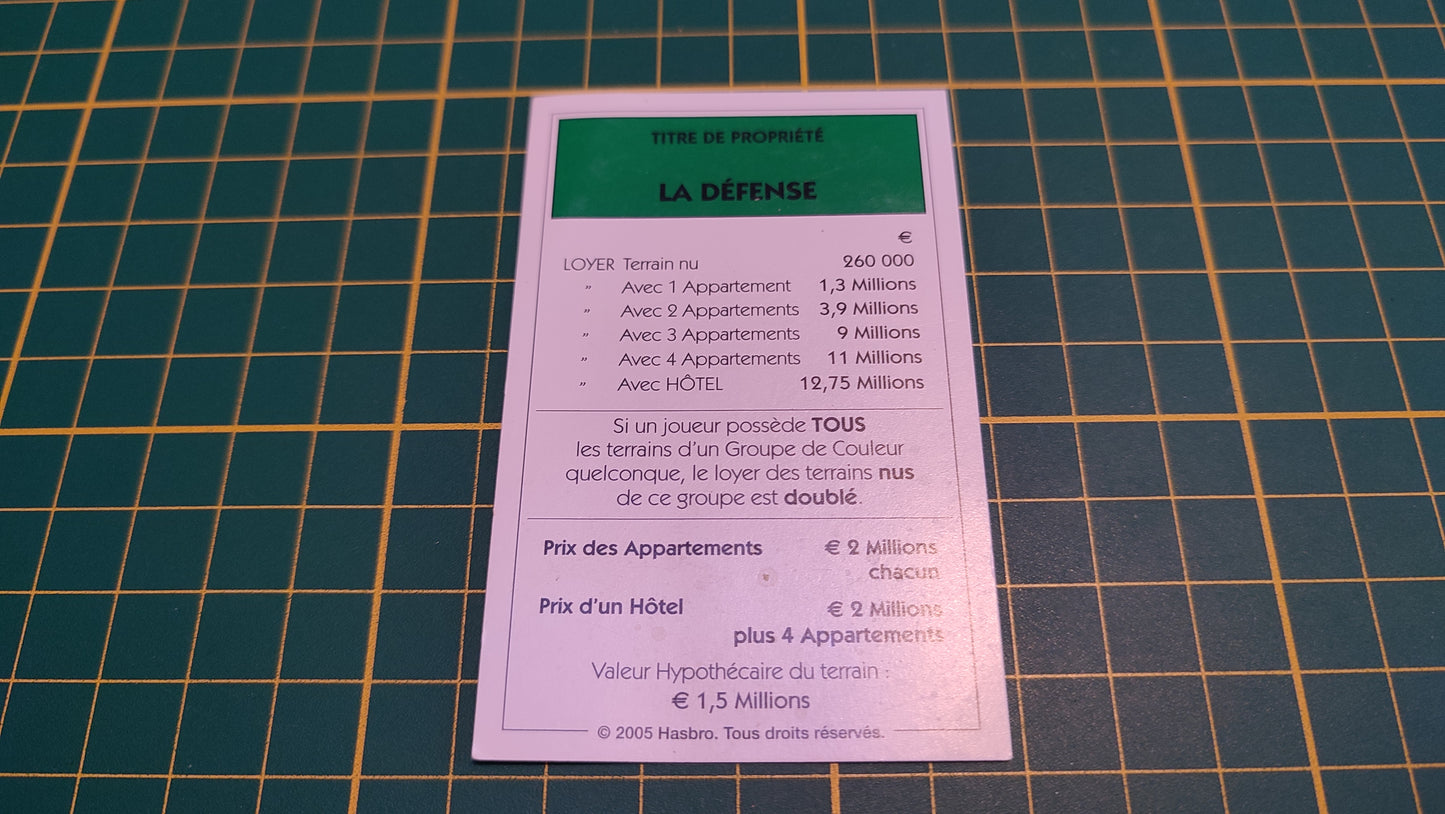 TITRE DE PROPRIÉTÉ
LA DÉFENSE
€
LOYER Terrain nu 260 000
" Avec 1 Appartement 1,3 Millions
" Avec 2 Appartements 3,9 Millions
" Avec 3 Appartements 9 Millions
" Avec 4 Appartements 11 Millions
" Avec HÔTEL 12,75 Millions
Si un joueur possède TOUS
les terrains d'un Groupe de Couleur
quelconque, le loyer des terrains nus
de ce groupe est doublé.
Prix des Appartements € 2 Millions
chacun
Prix d'un Hôtel € 2 Millions
plus 4 Appartements
Valeur Hypothécaire du terrain :
€ 1,5 Millions
© 2005 Hasbro. Tous droits réservés.